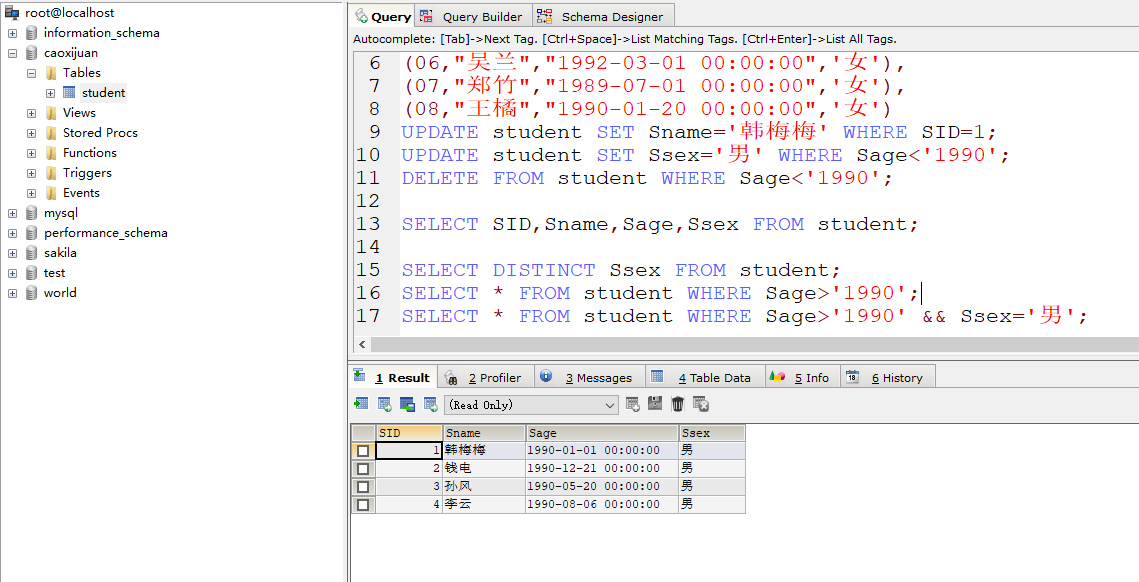 root@localhost
information_schema
caoxijuan
Tables
student
Views
Stored Procs
Functions
Triggers
Events
mysql
performance_schema
sakila
test
world
Query Query Builder Schema Designer
Autocomplete: [Tab]->Next Tag. [Ctrl+Space]->List Matching Tags. [Ctrl+Enter]->List All Tags.
6 (06,"吴兰","1992-03-01 00:00:00",'女'),
7 (07,"郑竹","1989-07-01 00:00:00",'女'),
8 (08,"王橘","1990-01-20 00:00:00",'女')
9 UPDATE student SET Sname='韩梅梅' WHERE SID=1;
10 UPDATE student SET Ssex='男' WHERE Sage<'1990';
11 DELETE FROM student WHERE Sage<'1990';
12
13 SELECT SID,Sname,Sage,Ssex FROM student;
14
15 SELECT DISTINCT Ssex FROM student;
16 SELECT * FROM student WHERE Sage>'1990';
17 SELECT * FROM student WHERE Sage>'1990' && Ssex='男';
1 Result 2 Profiler 3 Messages 4 Table Data 5 Info 18 6 History
(Read Only)
SID Sname Sage Ssex
1 韩梅梅 1990-01-01 00:00:00 男
2 钱电 1990-12-21 00:00:00 男
3 孙风 1990-05-20 00:00:00 男
4 李云 1990-08-06 00:00:00 男